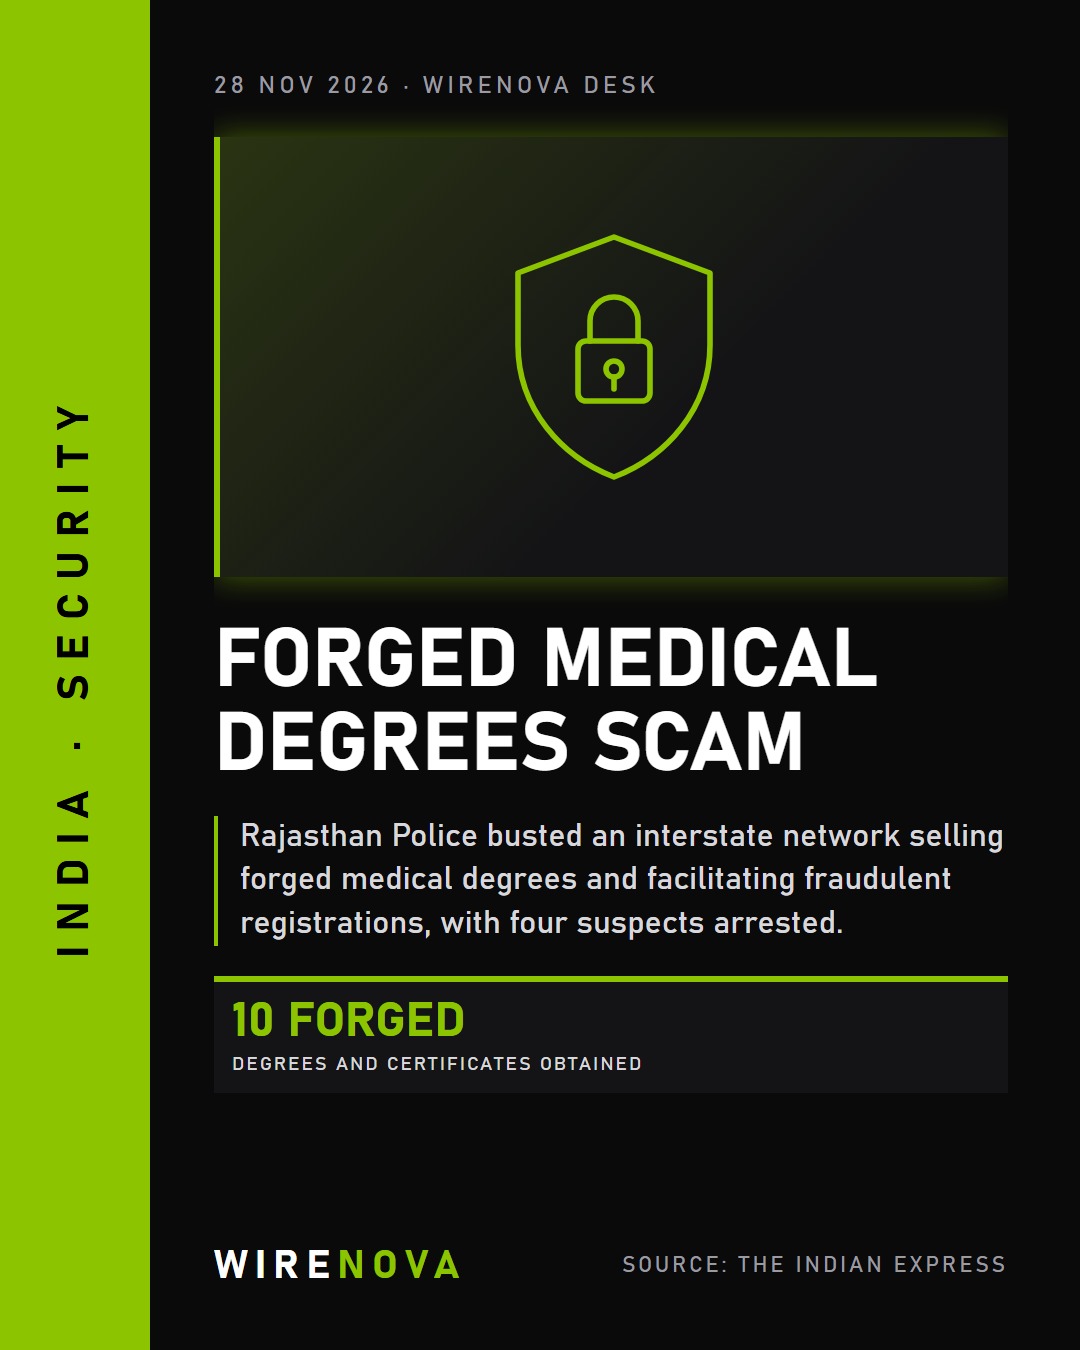 INDIA · SECURITY
28 NOV 2026 · WIRENOVA DESK
FORGED MEDICAL
DEGREES SCAM
Rajasthan Police busted an interstate network selling
forged medical degrees and facilitating fraudulent
registrations, with four suspects arrested.
10 FORGED
DEGREES AND CERTIFICATES OBTAINED
WIRENOVA
SOURCE: THE INDIAN EXPRESS